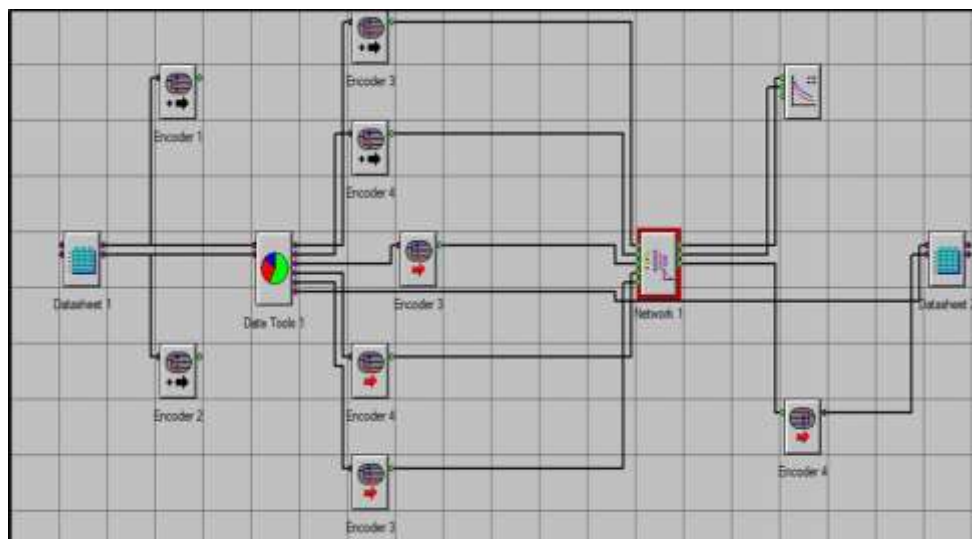 Encoder 3
Encoder 1
Encoder 4
Datasheet 1
Data Tools 1
Encoder 3
Network 1
Datasheet
Encoder 2
Encoder 4
Encoder 4
Encoder 3